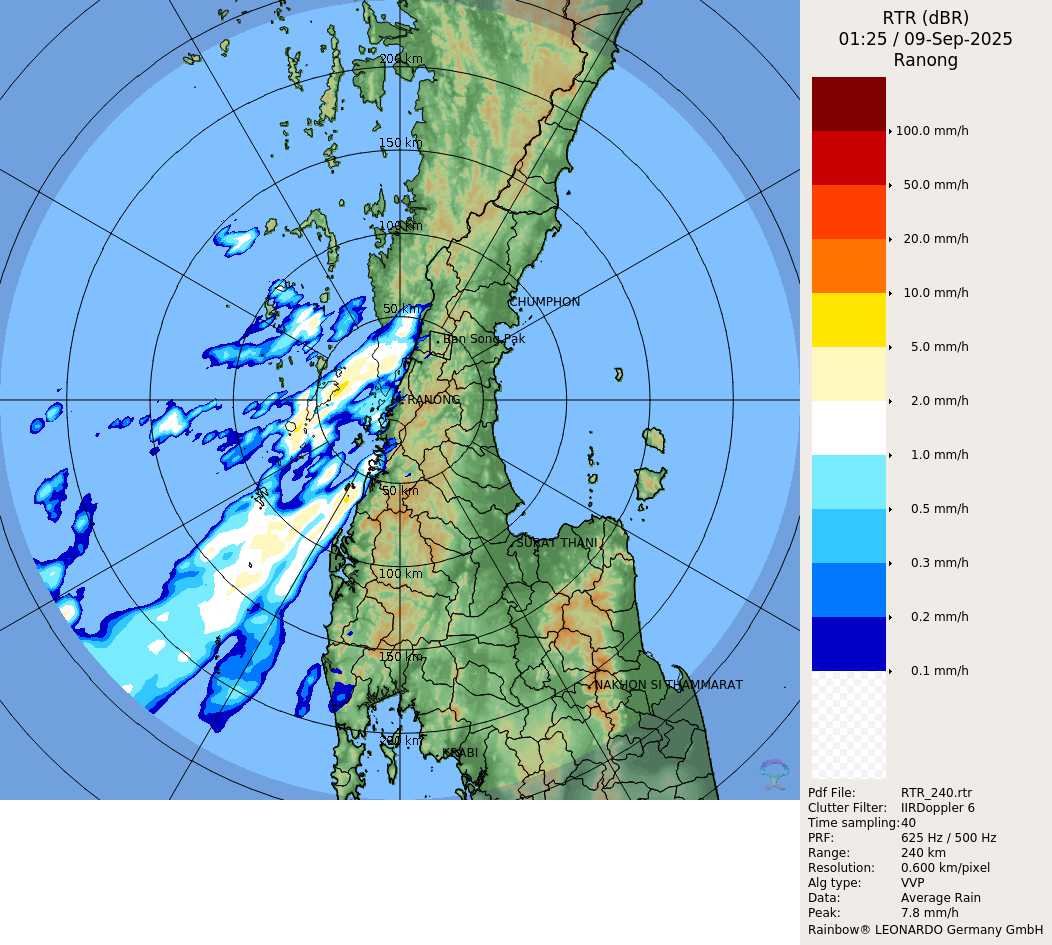 RTR (dBR)
01:25 / 09-Sep-2025
Ranong
200 km
150 km
100 km
50 km
CHUMPHON
Ban Song Pak
RANONG
50 km
SURAT THANI
100 km
150 km
NAKHON SI THAMMARAT
200 km
KRABI
100.0 mm/h
50.0 mm/h
20.0 mm/h
10.0 mm/h
5.0 mm/h
2.0 mm/h
1.0 mm/h
0.5 mm/h
0.3 mm/h
0.2 mm/h
0.1 mm/h
Pdf File: RTR_240.rtr
Clutter Filter: IIRDoppler 6
Time sampling:40
PRF: 625 Hz / 500 Hz
Range: 240 km
Resolution: 0.600 km/pixel
Alg type: VVP
Data: Average Rain
Peak: 7.8 mm/h
Rainbow® LEONARDO Germany GmbH